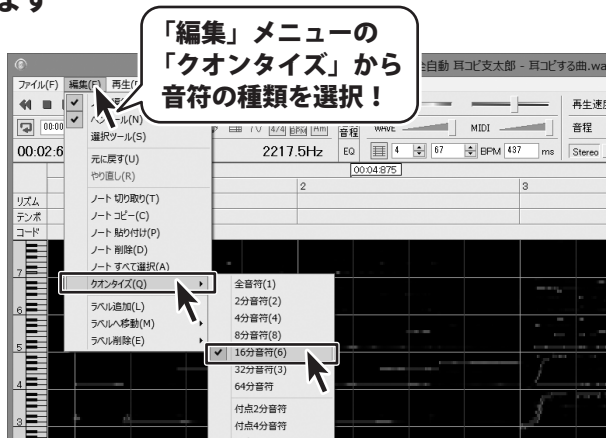 ます
「編集」メニューの
「クオンタイズ」から
音符の種類を選択！
全自動 耳コピ支太郎 - 耳コピする曲.wa
ファイル(F) 編集(E) 再生(
再生速度
選択ツール(S)
4/4 BPM Am 音程 WAVE MIDI 音程
00:02:6 2217.5Hz EQ 4 67 BPM 437 ms Stereo
元に戻す(U)
やり直し(R)
00:04:875
2 3
リズム
テンポ
コード
ノート 切り取り(T)
ノート コピー(C)
ノート 貼り付け(P)
ノート 削除(D)
ノート すべて選択(A)
クオンタイズ(Q)
ラベル追加(L)
ラベルへ移動(M)
ラベル削除(E)
全音符(1)
2分音符(2)
4分音符(4)
8分音符(8)
16分音符(6)
32分音符(3)
64分音符
付点2分音符
付点4分音符
7
6
5
4
3